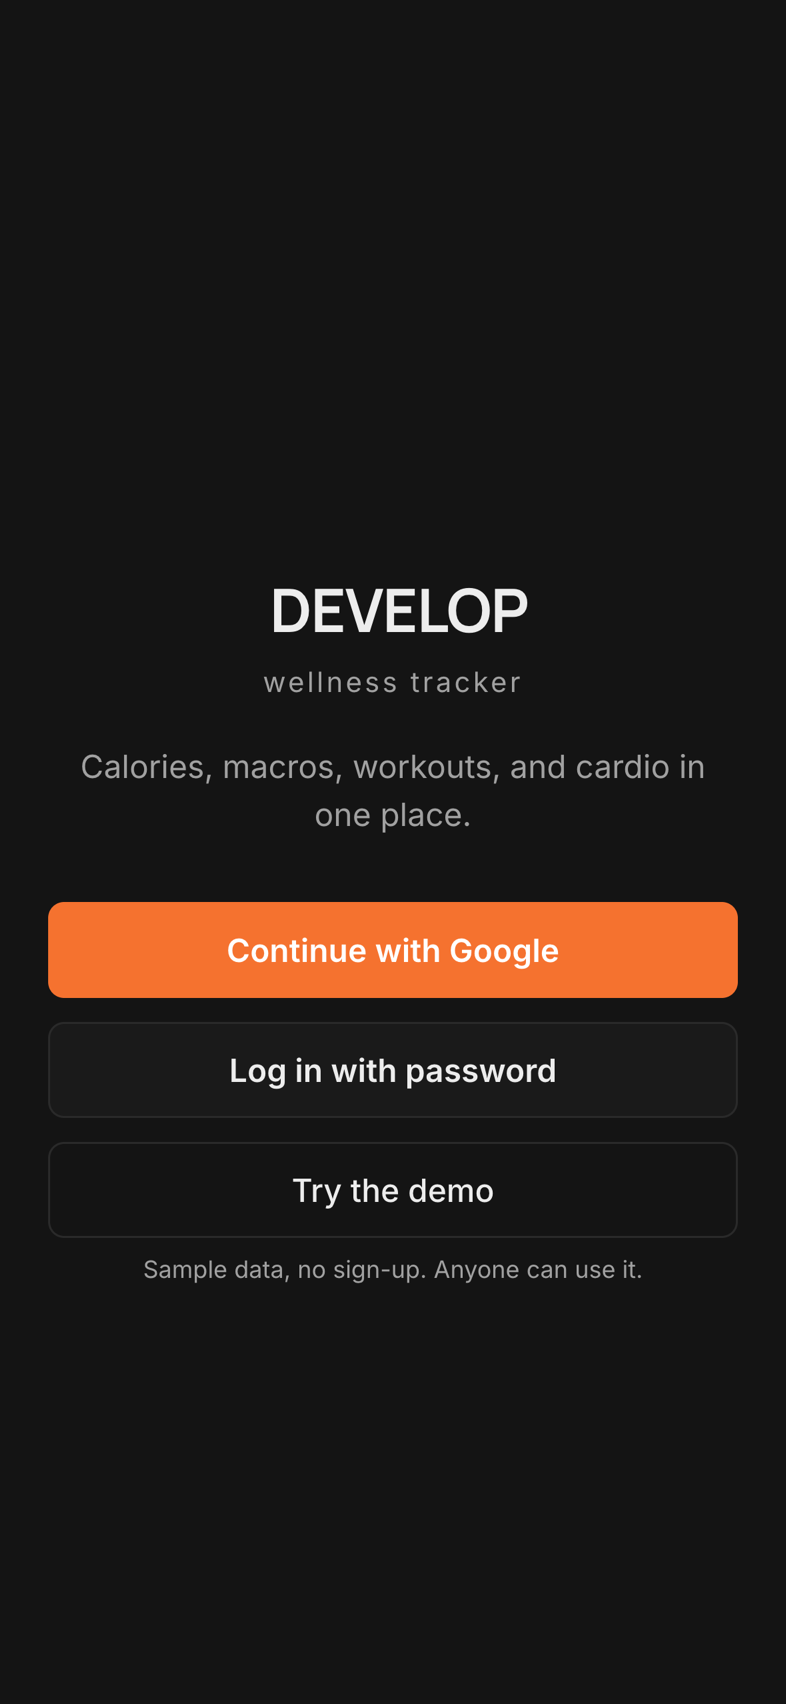 DEVELOP
wellness tracker
Calories, macros, workouts, and cardio in
one place.
Continue with Google
Log in with password
Try the demo
Sample data, no sign-up. Anyone can use it.